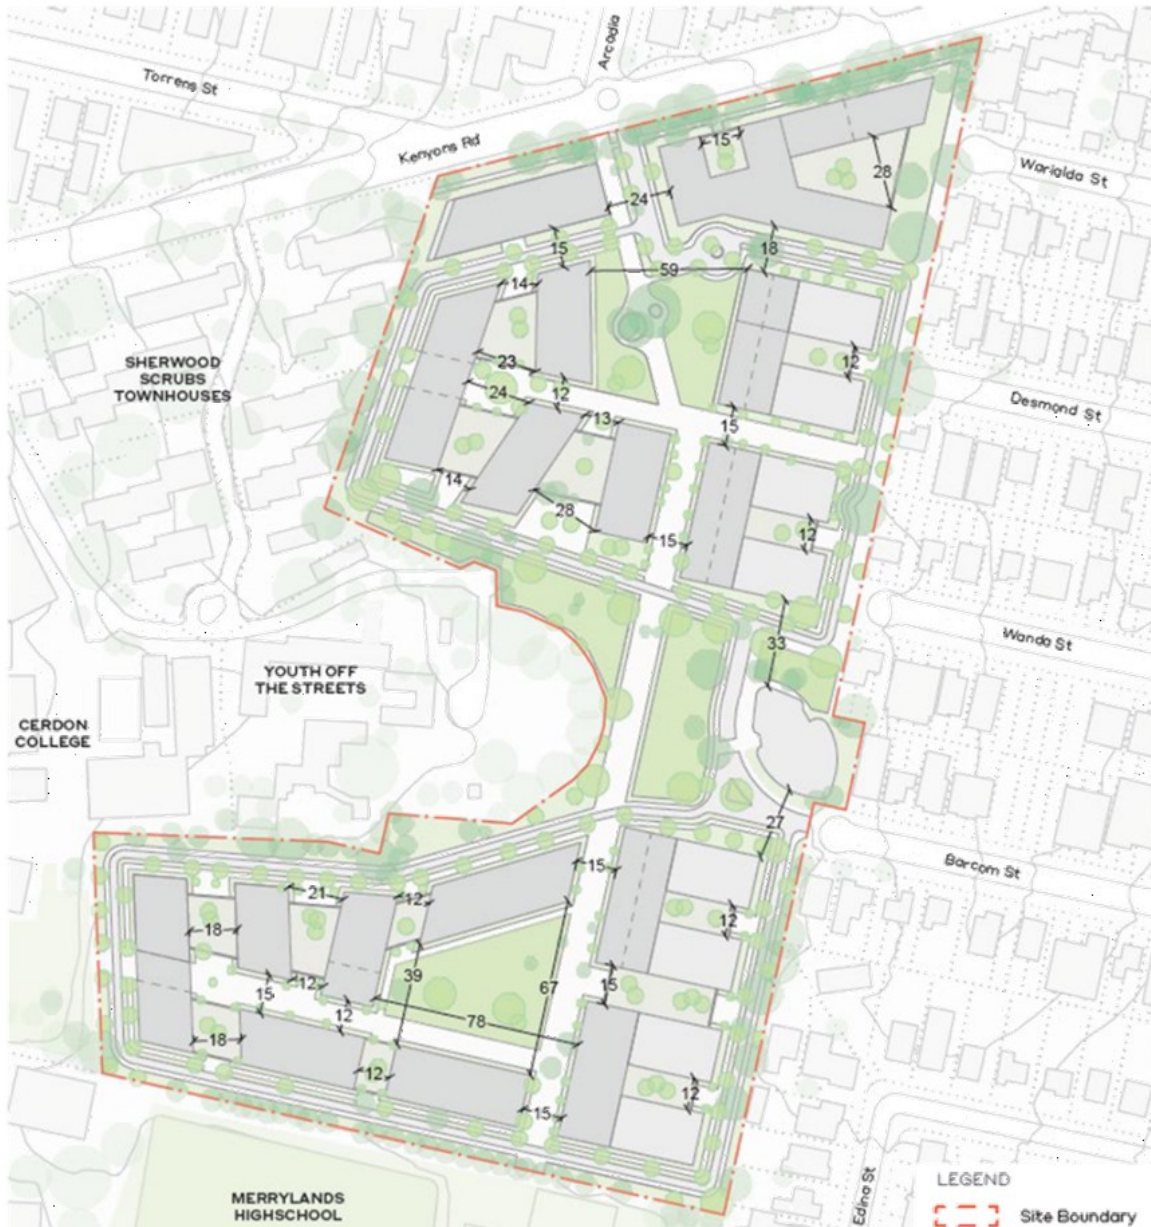 Arcadia
Torrens St
Kenyons Rd
15
28
Warialda St
24
15
18
59
14
SHERWOOD
SCRUBS
TOWNHOUSES
23
12
24
12
13
Desmond St
15
14
28
12
15
Wanda St
33
YOUTH OFF
THE STREETS
CERDON
COLLEGE
27
Barcom St
15
21
12
18
12
39
12
15
67
15
12
78
18
12
12
15
MERRYLANDS
HIGHSCHOOL
Edina St
LEGEND
Site Boundary